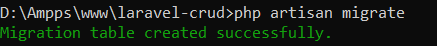 D:\Ampps\www\laravel-crud>php artisan migrate
Migration table created successfully.